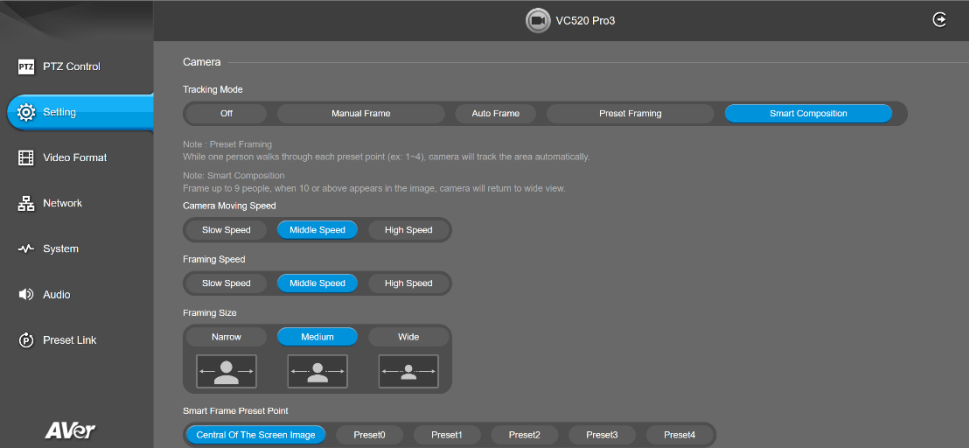 VC520 Pro3
PTZ PTZ Control
Setting
Video Format
Network
System
Audio
P Preset Link
AVer
Camera
Tracking Mode
Off Manual Frame Auto Frame Preset Framing Smart Composition
Note : Preset Framing
While one person walks through each preset point (ex: 1~4), camera will track the area automatically.
Note: Smart Composition
Frame up to 9 people, when 10 or above appears in the image, camera will return to wide view.
Camera Moving Speed
Slow Speed Middle Speed High Speed
Framing Speed
Slow Speed Middle Speed High Speed
Framing Size
Narrow Medium Wide
Smart Frame Preset Point
Central Of The Screen Image Preset0 Preset1 Preset2 Preset3 Preset4